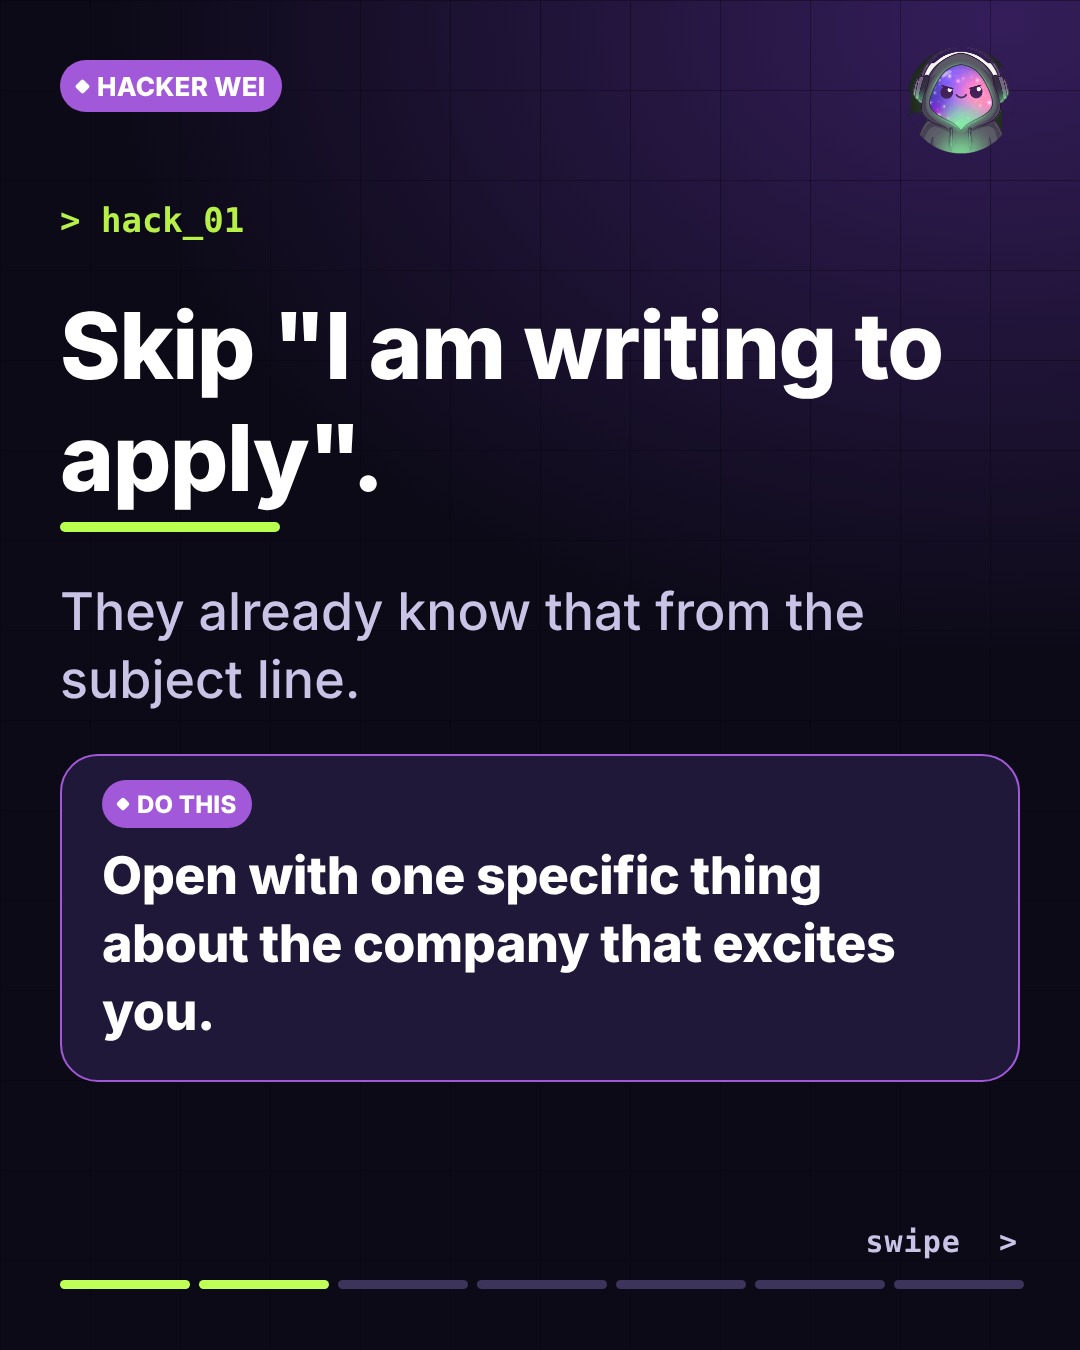 HACKER WEI
> hack_01
Skip "I am writing to
apply".
They already know that from the
subject line.
DO THIS
Open with one specific thing
about the company that excites
you.
swipe >